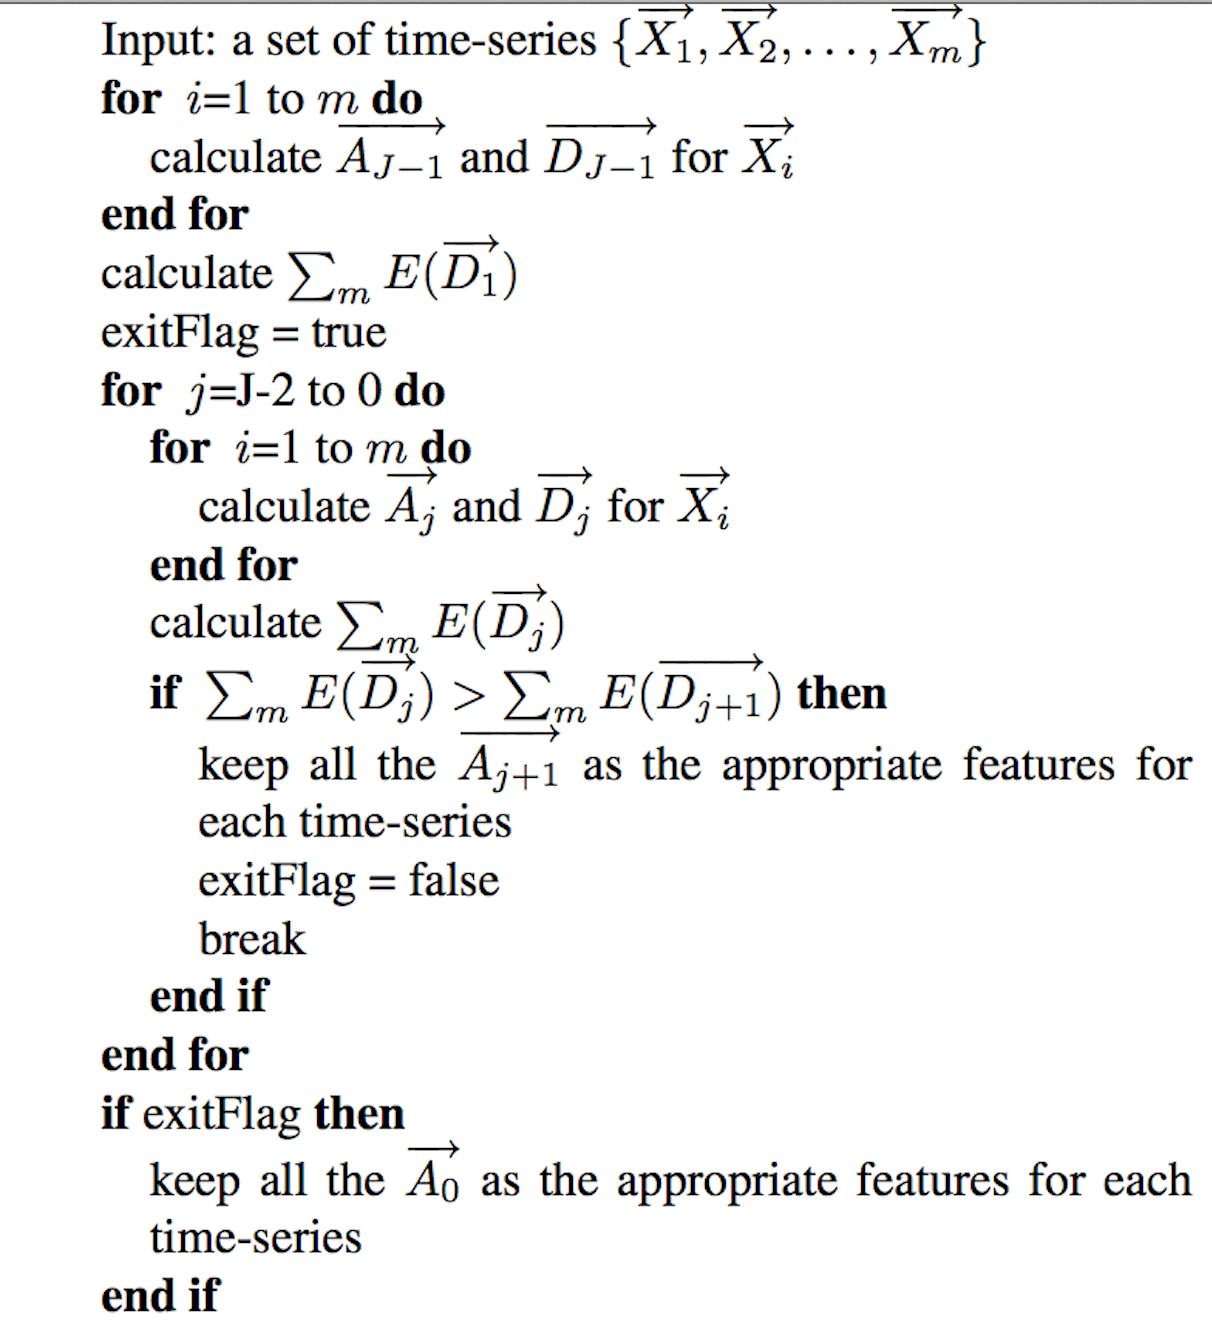 Input: a set of time-series {$\overrightarrow{X_1}, \overrightarrow{X_2}, \ldots, \overrightarrow{X_m}$}
for i=1 to m do
calculate $\overrightarrow{A_{J-1}}$ and $\overrightarrow{D_{J-1}}$ for $\overrightarrow{X_i}$
end for
calculate $\sum_m E(\overrightarrow{D_1})$
exitFlag = true
for j=J-2 to 0 do
for i=1 to m do
calculate $\overrightarrow{A_j}$ and $\overrightarrow{D_j}$ for $\overrightarrow{X_i}$
end for
calculate $\sum_m E(\overrightarrow{D_j})$
if $\sum_m E(\overrightarrow{D_j}) > \sum_m E(\overrightarrow{D_{j+1}})$ then
keep all the $\overrightarrow{A_{j+1}}$ as the appropriate features for
each time-series
exitFlag = false
break
end if
end for
if exitFlag then
keep all the $\overrightarrow{A_0}$ as the appropriate features for each
time-series
end if